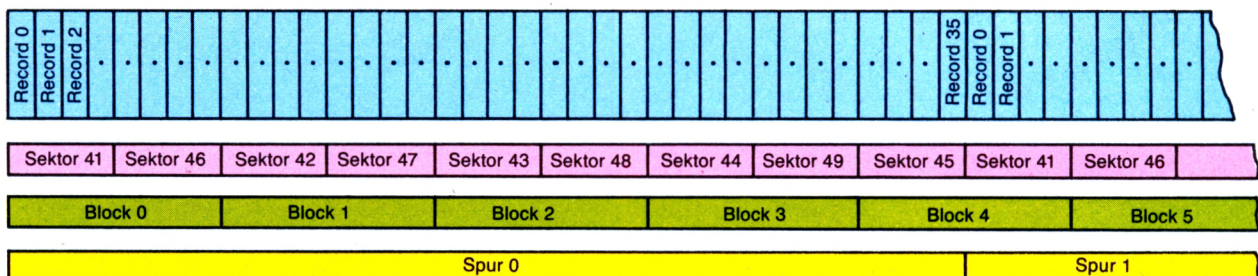 Record 0 Record 1 Record 2 Record 35 Record 0 Record 1
Sektor 41 Sektor 46 Sektor 42 Sektor 47 Sektor 43 Sektor 48 Sektor 44 Sektor 49 Sektor 45 Sektor 41 Sektor 46
Block 0 Block 1 Block 2 Block 3 Block 4 Block 5
Spur 0 Spur 1